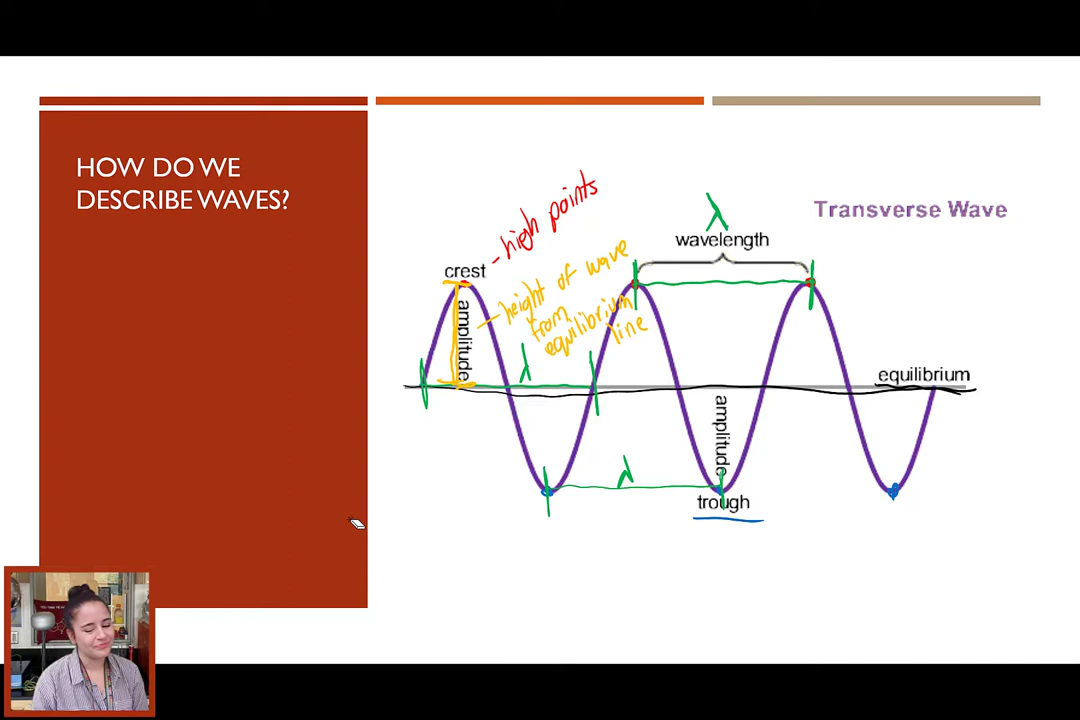 HOW DO WE
DESCRIBE WAVES?
Transverse Wave
λ
wavelength
crest
- high points
amplitude
- height of wave
from
equilibrium
line
λ
equilibrium
amplitude
λ
trough